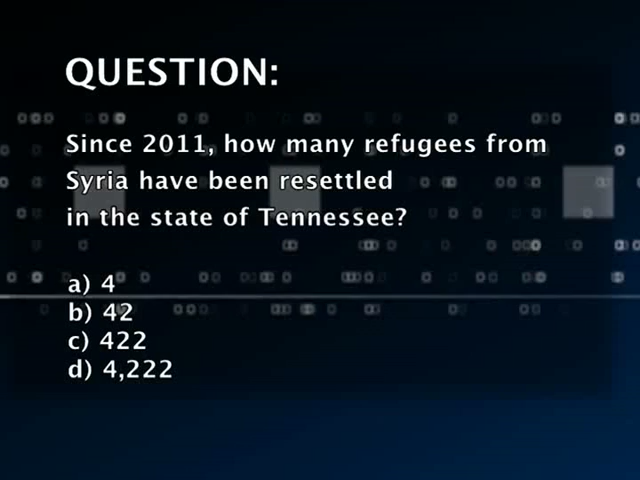 QUESTION:
Since 2011, how many refugees from
Syria have been resettled
in the state of Tennessee?
a) 4
b) 42
c) 422
d) 4,222